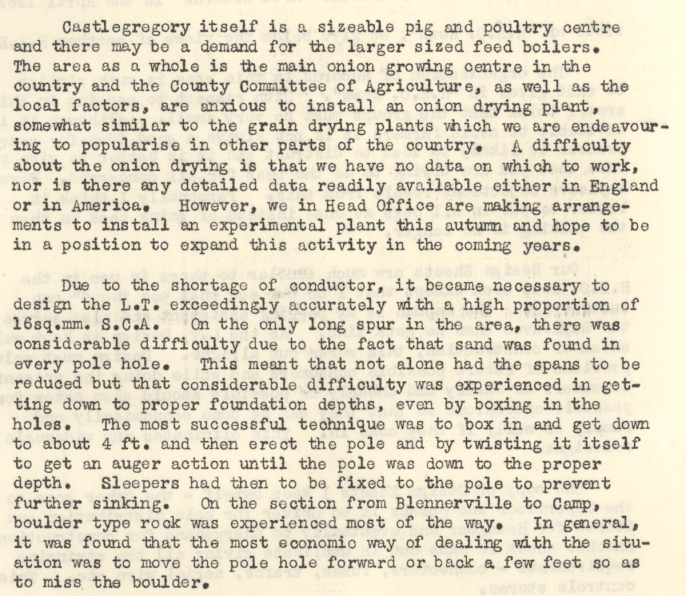 Castlegregory itself is a sizeable pig and poultry centre
and there may be a demand for the larger sized feed boilers.
The area as a whole is the main onion growing centre in the
country and the County Committee of Agriculture, as well as the
local factors, are anxious to install an onion drying plant,
somewhat similar to the grain drying plants which we are endeavour-
ing to popularise in other parts of the country. A difficulty
about the onion drying is that we have no data on which to work,
nor is there any detailed data readily available either in England
or in America. However, we in Head Office are making arrange-
ments to install an experimental plant this autumn and hope to be
in a position to expand this activity in the coming years.
Due to the shortage of conductor, it became necessary to
design the L.T. exceedingly accurately with a high proportion of
16sq.mm. S.C.A. On the only long spur in the area, there was
considerable difficulty due to the fact that sand was found in
every pole hole. This meant that not alone had the spans to be
reduced but that considerable difficulty was experienced in get-
ting down to proper foundation depths, even by boxing in the
holes. The most successful technique was to box in and get down
to about 4 ft. and then erect the pole and by twisting it itself
to get an auger action until the pole was down to the proper
depth. Sleepers had then to be fixed to the pole to prevent
further sinking. On the section from Blennerville to Camp,
boulder type rock was experienced most of the way. In general,
it was found that the most economic way of dealing with the situ-
ation was to move the pole hole forward or back a few feet so as
to miss the boulder.